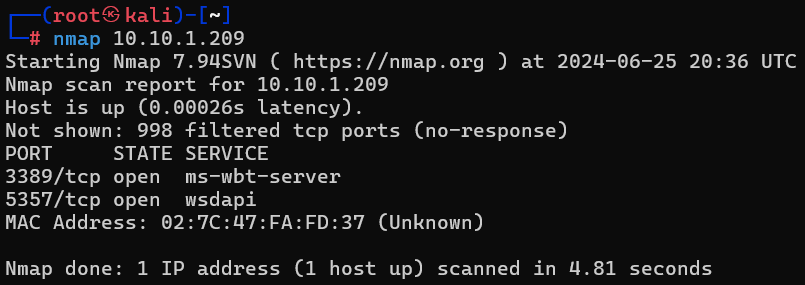 ┌──(root㉿kali)-[~]
└─# nmap 10.10.1.209
Starting Nmap 7.94SVN ( https://nmap.org ) at 2024-06-25 20:36 UTC
Nmap scan report for 10.10.1.209
Host is up (0.00026s latency).
Not shown: 998 filtered tcp ports (no-response)
PORT     STATE SERVICE
3389/tcp open  ms-wbt-server
5357/tcp open  wsdapi
MAC Address: 02:7C:47:FA:FD:37 (Unknown)

Nmap done: 1 IP address (1 host up) scanned in 4.81 seconds